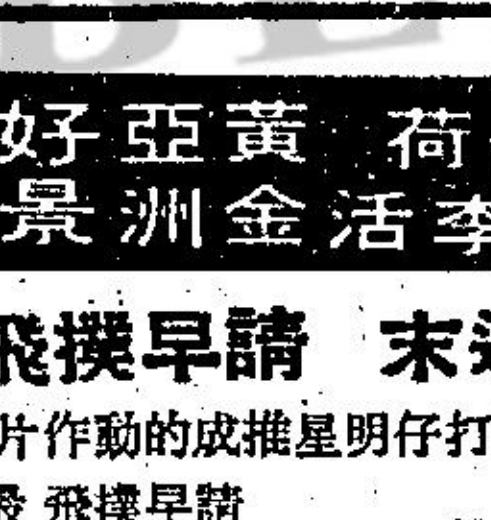 荷 黃 亞 好
李 活 金 洲 景
末 請早撲飛
打仔明星推成的動作片
請早撲飛